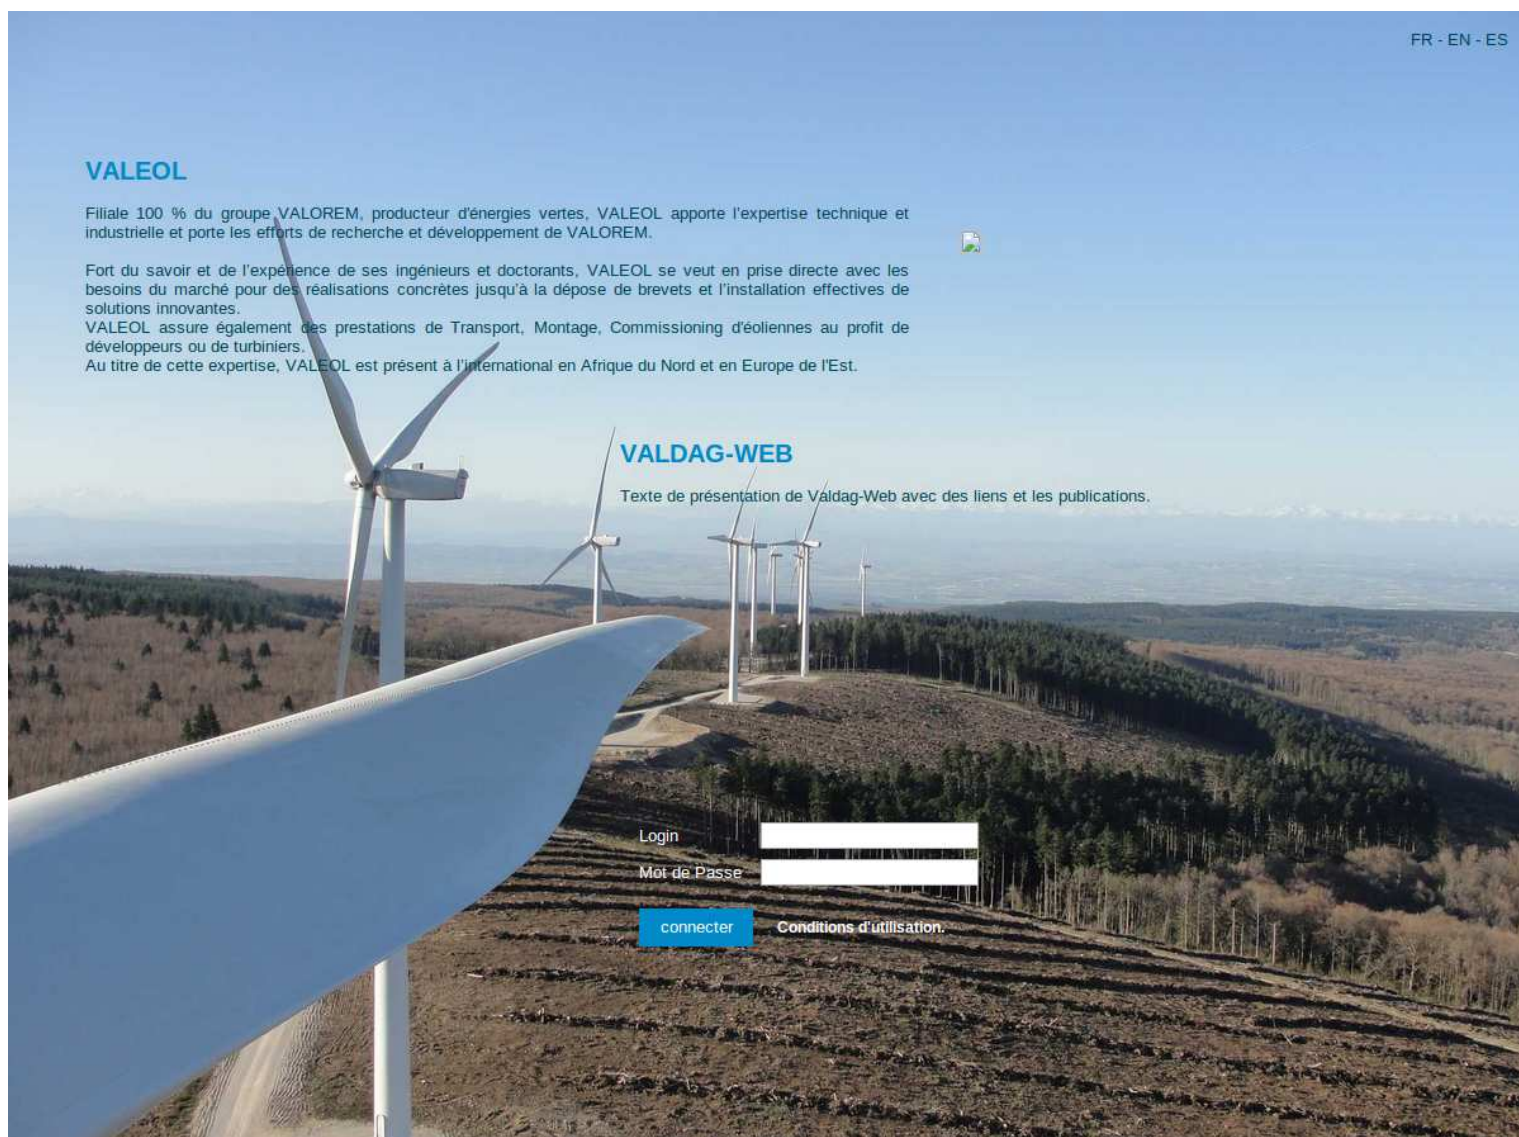 FR - EN - ES
VALEOL
Filiale 100 % du groupe VALOREM, producteur d'énergies vertes, VALEOL apporte l'expertise technique et
industrielle et porte les efforts de recherche et développement de VALOREM.
Fort du savoir et de l'expérience de ses ingénieurs et doctorants, VALEOL se veut en prise directe avec les
besoins du marché pour des réalisations concrètes jusqu'à la dépose de brevets et l'installation effectives de
solutions innovantes.
VALEOL assure également des prestations de Transport, Montage, Commissioning d'éoliennes au profit de
développeurs ou de turbiniers.
Au titre de cette expertise, VALEOL est présent à l'international en Afrique du Nord et en Europe de l'Est.
VALDAG-WEB
Texte de présentation de Valdag-Web avec des liens et les publications.
Login
Mot de Passe
connecter Conditions d'utilisation.